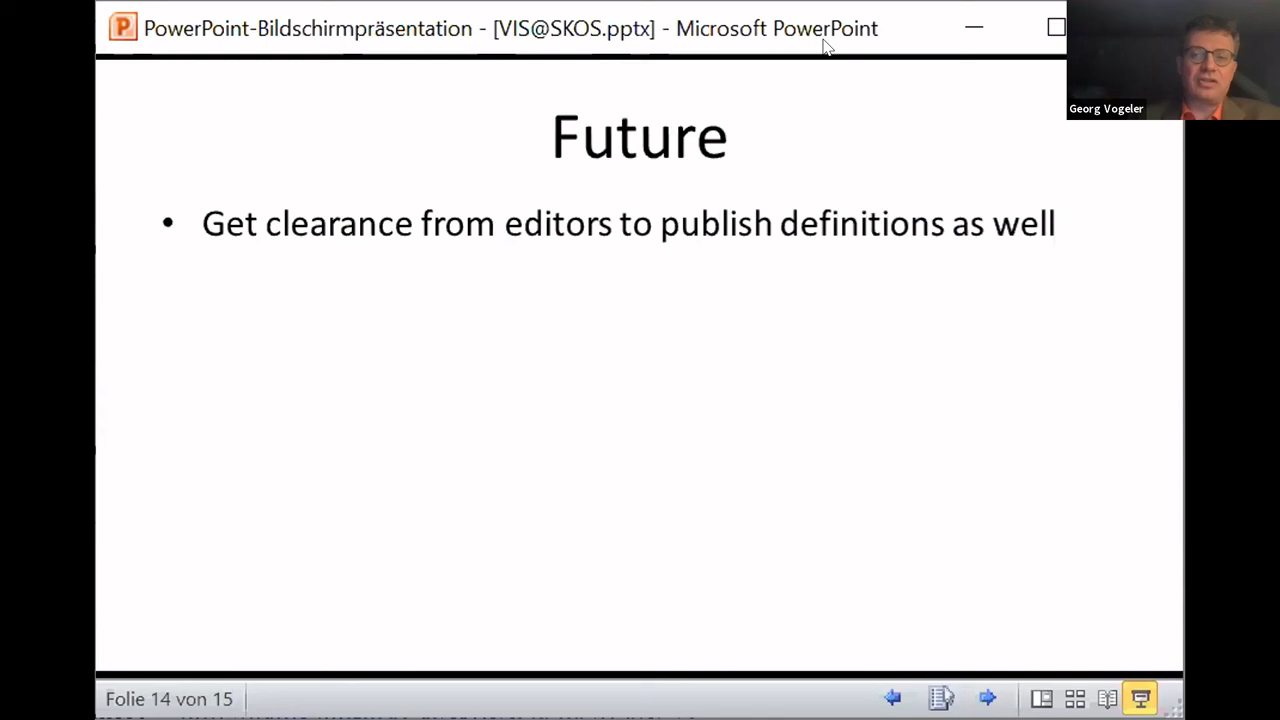 PowerPoint-Bildschirmpräsentation - [VIS@SKOS.pptx] - Microsoft PowerPoint
Georg Vogeler
Future
• Get clearance from editors to publish definitions as well
Folie 14 von 15